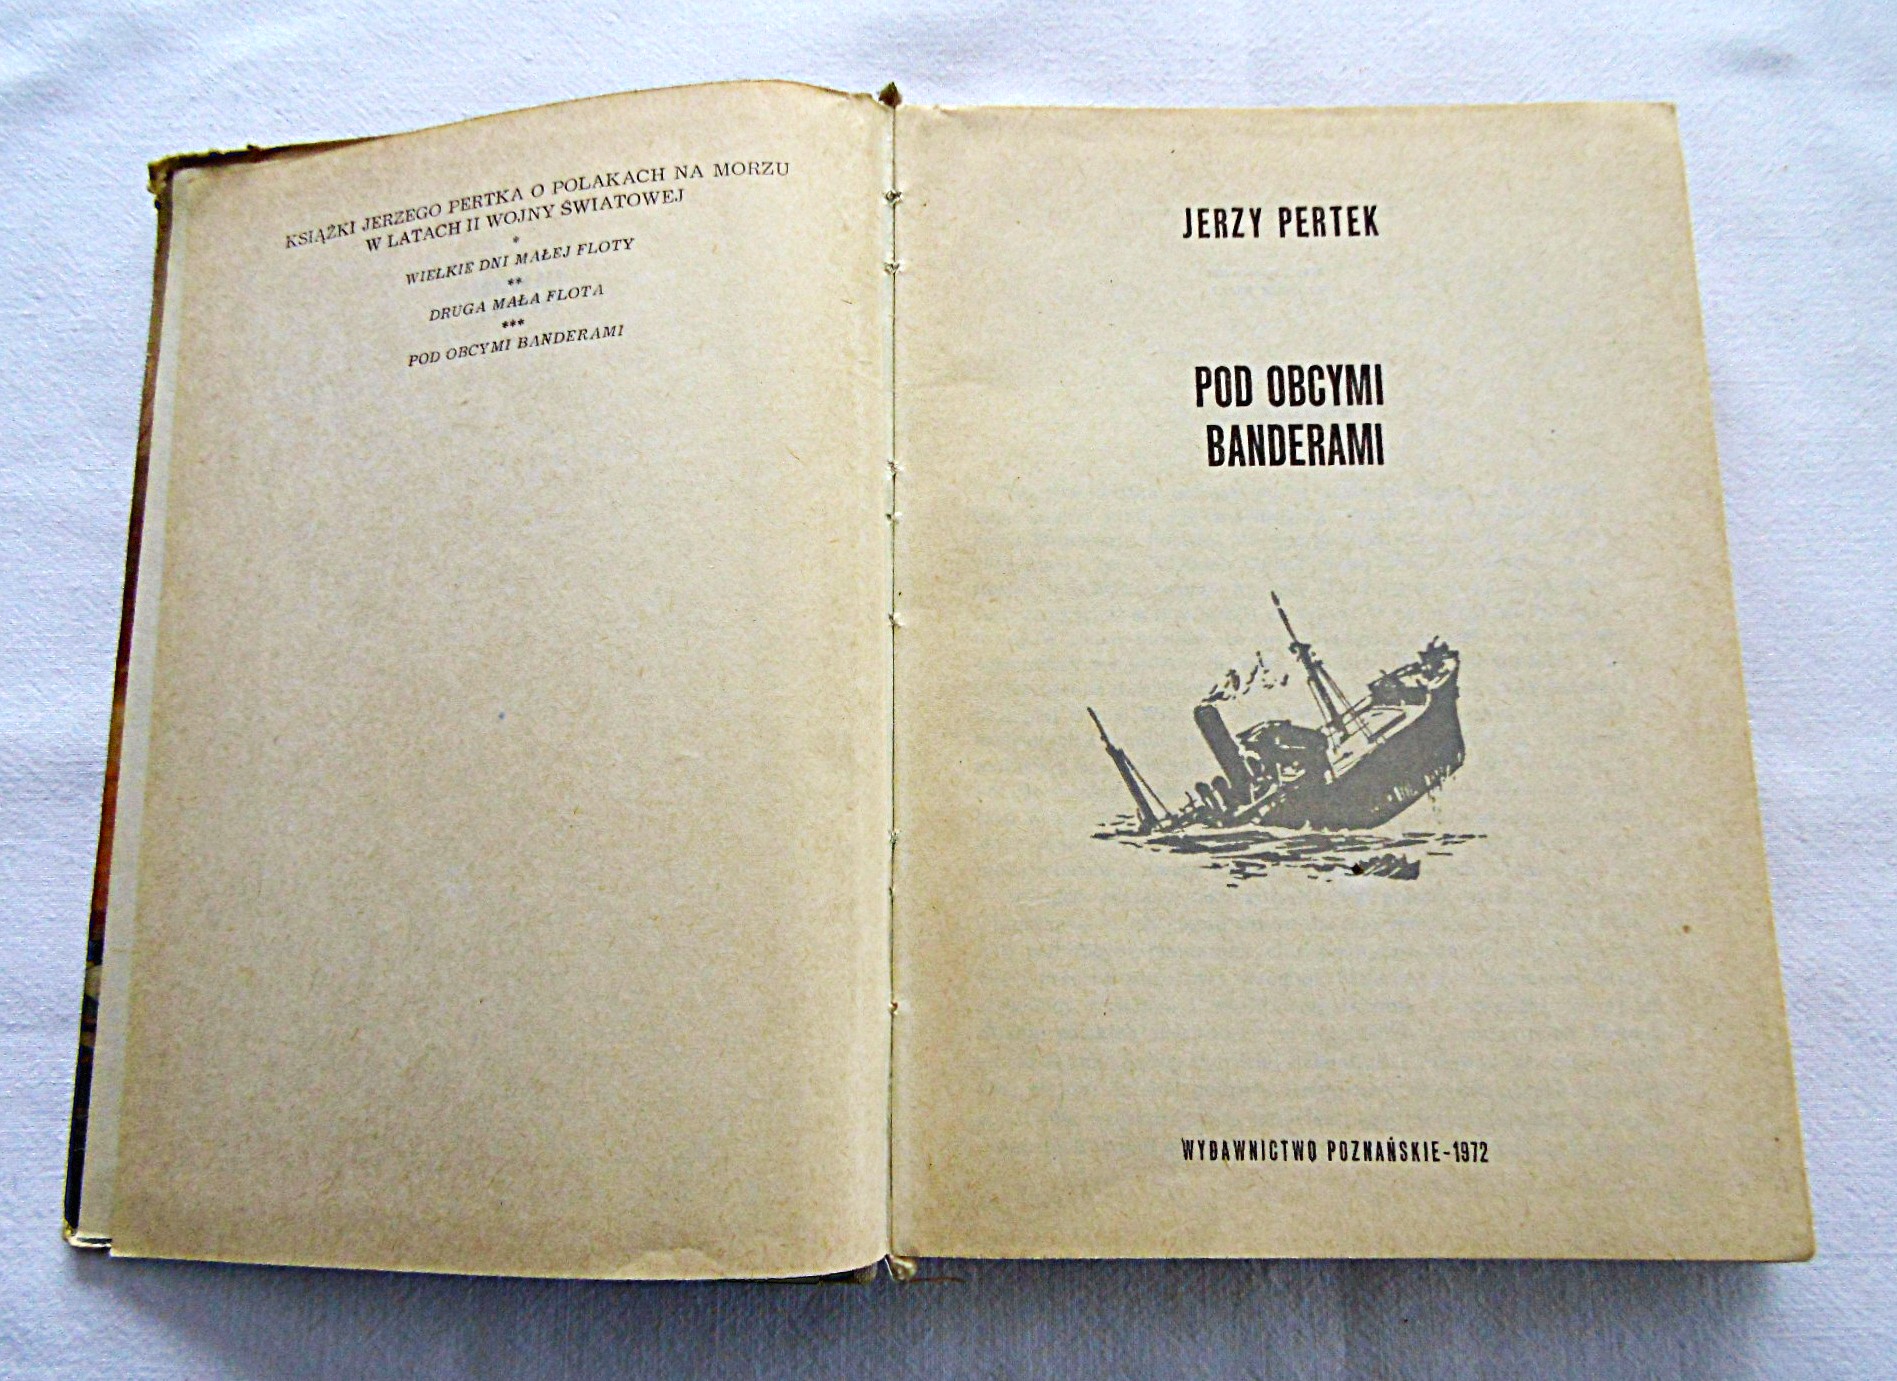 KSIĄŻKI JERZEGO PERTKA O POLAKACH NA MORZU
W LATACH II WOJNY ŚWIATOWEJ
*
WIELKIE DNI MAŁEJ FLOTY
**
DRUGA MAŁA FLOTA
***
POD OBCYMI BANDERAMI
JERZY PERTEK
POD OBCYMI
BANDERAMI
WYDAWNICTWO POZNAŃSKIE-1972